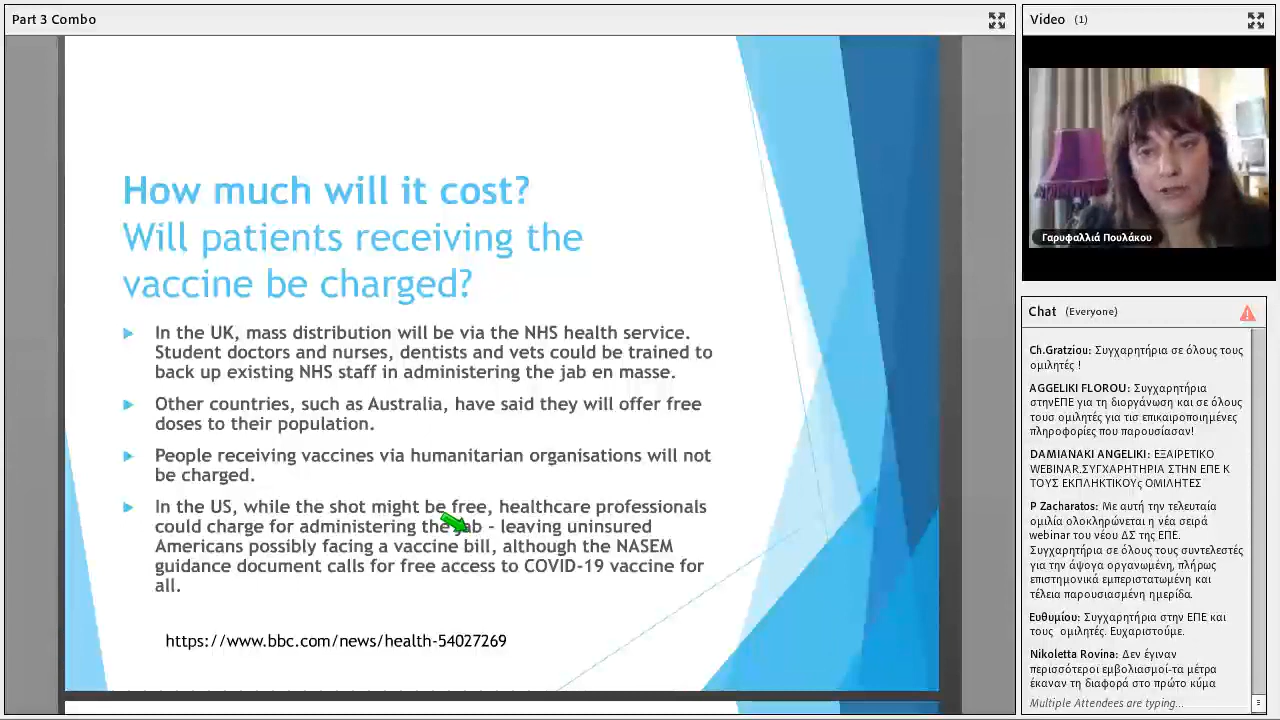 Part 3 Combo
How much will it cost?
Will patients receiving the
vaccine be charged?
In the UK, mass distribution will be via the NHS health service.
Student doctors and nurses, dentists and vets could be trained to
back up existing NHS staff in administering the jab en masse.
Other countries, such as Australia, have said they will offer free
doses to their population.
People receiving vaccines via humanitarian organisations will not
be charged.
In the US, while the shot might be free, healthcare professionals
could charge for administering the jab - leaving uninsured
Americans possibly facing a vaccine bill, although the NASEM
guidance document calls for free access to COVID-19 vaccine for
all.
https://www.bbc.com/news/health-54027269
Video (1)
Γαρυφαλλιά Πουλάκου
Chat (Everyone)
Ch.Gratziou: Συγχαρητήρια σε όλους τους
ομιλητές !
AGGELIKI FLOROU: Συγχαρητήρια
στηνΕΠΕ για τη διοργάνωση και σε όλους
τους ομιλητές για τισ επικαιροποιημένες
πληροφορίες που παρουσίασαν!
DAMIANAKI ANGELIKI: ΕΞΑΙΡΕΤΙΚΟ
WEBINAR.ΣΥΓΧΑΡΗΤΗΡΙΑ ΣΤΗΝ ΕΠΕ Κ
ΤΟΥΣ ΕΚΠΛΗΚΤΙΚΟΥς ΟΜΙΛΗΤΕΣ
P Zacharatos: Με αυτή την τελευταία
ομιλία ολοκληρώνεται η νέα σειρά
webinar του νέου ΔΣ της ΕΠΕ.
Συγχαρητήρια σε όλους τους συντελεστές
για την άψογα οργανωμένη, πλήρως
επιστημονικά εμπεριστατωμένη και
τέλεια παρουσιασμένη ημερίδα.
Ευθυμίου: Συγχαρητήρια στην ΕΠΕ και
τους ομιλητές. Ευχαριστούμε.
Nikoletta Rovina: Δεν έγιναν
περισσότεροι εμβολιασμοί-τα μέτρα
έκαναν τη διαφορά στο πρώτο κύμα
Multiple Attendees are typing...